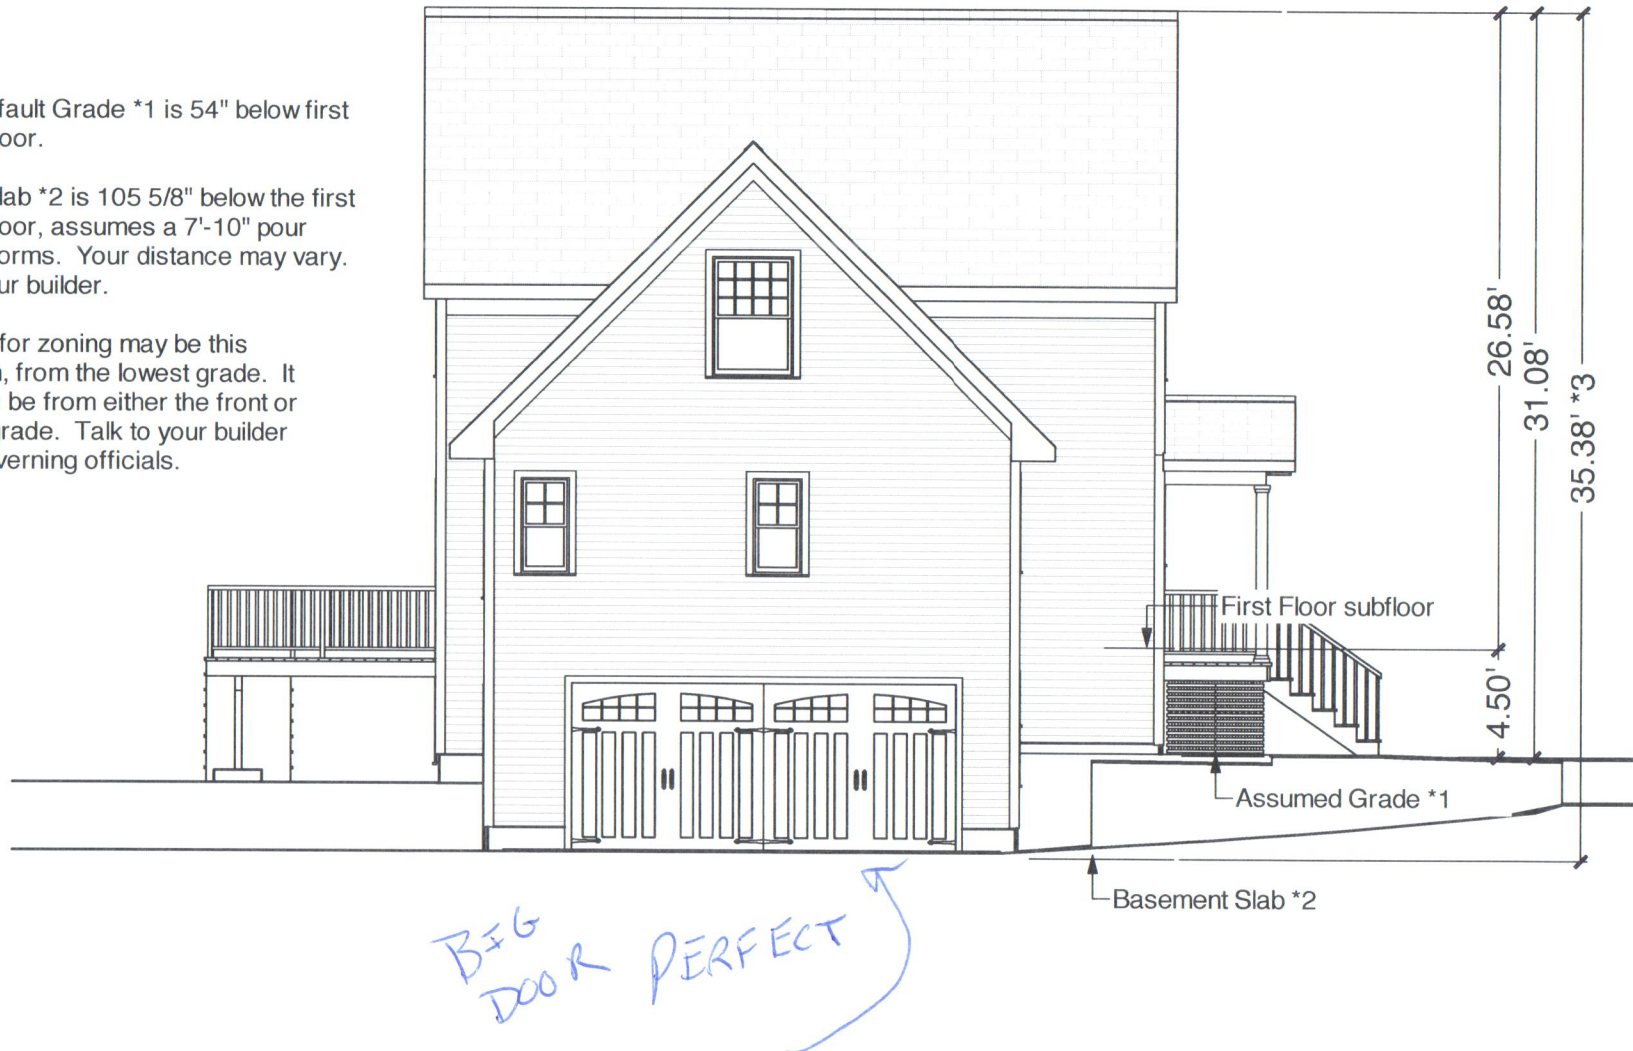 fault Grade *1 is 54" below first
oor.
lab *2 is 105 5/8" below the first
oor, assumes a 7'-10" pour
orms. Your distance may vary.
ur builder.
for zoning may be this
, from the lowest grade. It
be from either the front or
rade. Talk to your builder
verning officials.
26.58'
31.08'
35.38' *3
First Floor subfloor
4.50'
Assumed Grade *1
Basement Slab *2
BIG
DOOR PERFECT